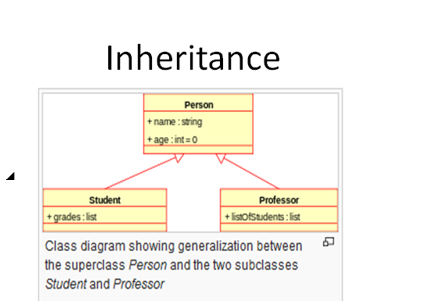 Inheritance
Person
+ name : string
+ age : int = 0
Student
Professor
+ grades : list
+ listOfStudents : list
Class diagram showing generalization between
the superclass Person and the two subclasses
Student and Professor